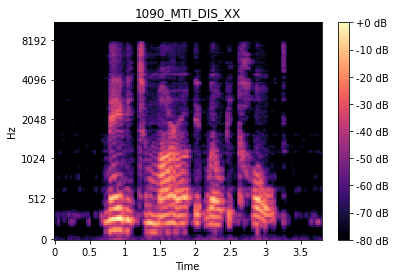 1090_MTI_DIS_XX
Hz
8192
4096
2048
1024
512
0
0 0.5 1 1.5 2 2.5 3 3.5
Time
+0 dB
-10 dB
-20 dB
-30 dB
-40 dB
-50 dB
-60 dB
-70 dB
-80 dB